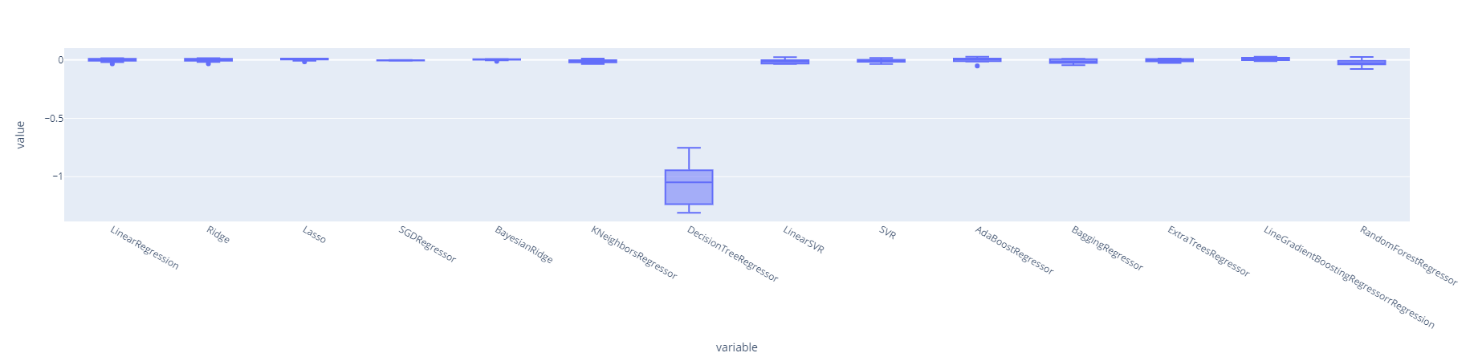 0
−0.5
−1
value
LinearRegression
Ridge
Lasso
SGDRegressor
BayesianRidge
KNeighborsRegressor
DecisionTreeRegressor
LinearSVR
SVR
AdaBoostRegressor
BaggingRegressor
ExtraTreesRegressor
LineGradientBoostingRegressorrRegression
RandomForestRegressor
variable